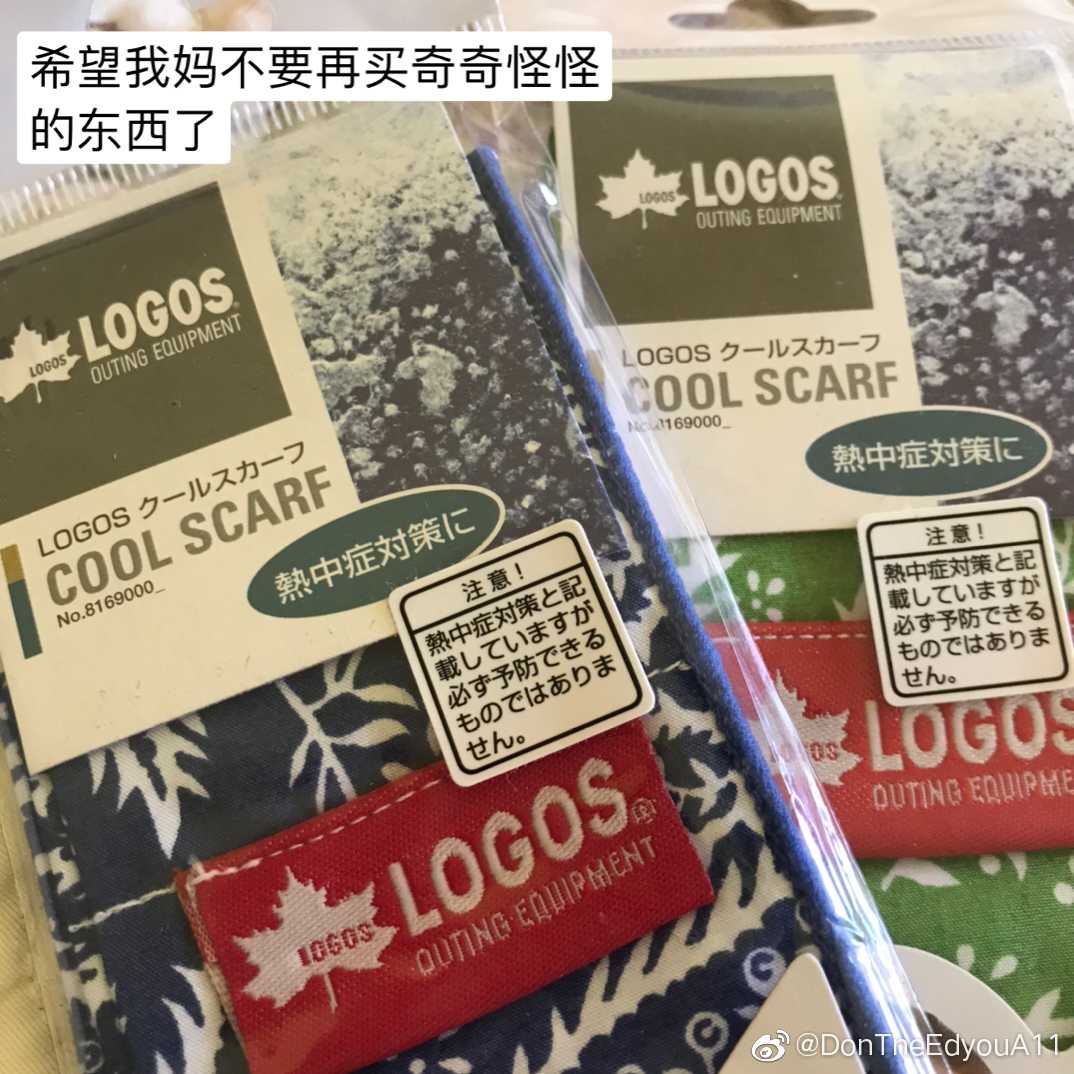 希望我妈不要再买奇奇怪怪
的东西了
LOGOS
LOGOS
OUTING EQUIPMENT
LOGOS クールスカーフ
COOL SCARF
No.8169000_
熱中症対策に
注意！
熱中症対策と記
載していますが
必ず予防できる
ものではありま
せん。
LOGOS
LOGOS®
OUTING EQUIPMENT
LOGOS
LOGOS
OUTING EQUIPMENT
LOGOS クールスカーフ
COOL SCARF
No.8169000_
熱中症対策に
注意！
熱中症対策と記
載していますが
必ず予防できる
ものではありま
せん。
LOGOS
LOGOS
OUTING EQUIPME
@DonTheEdyouA11